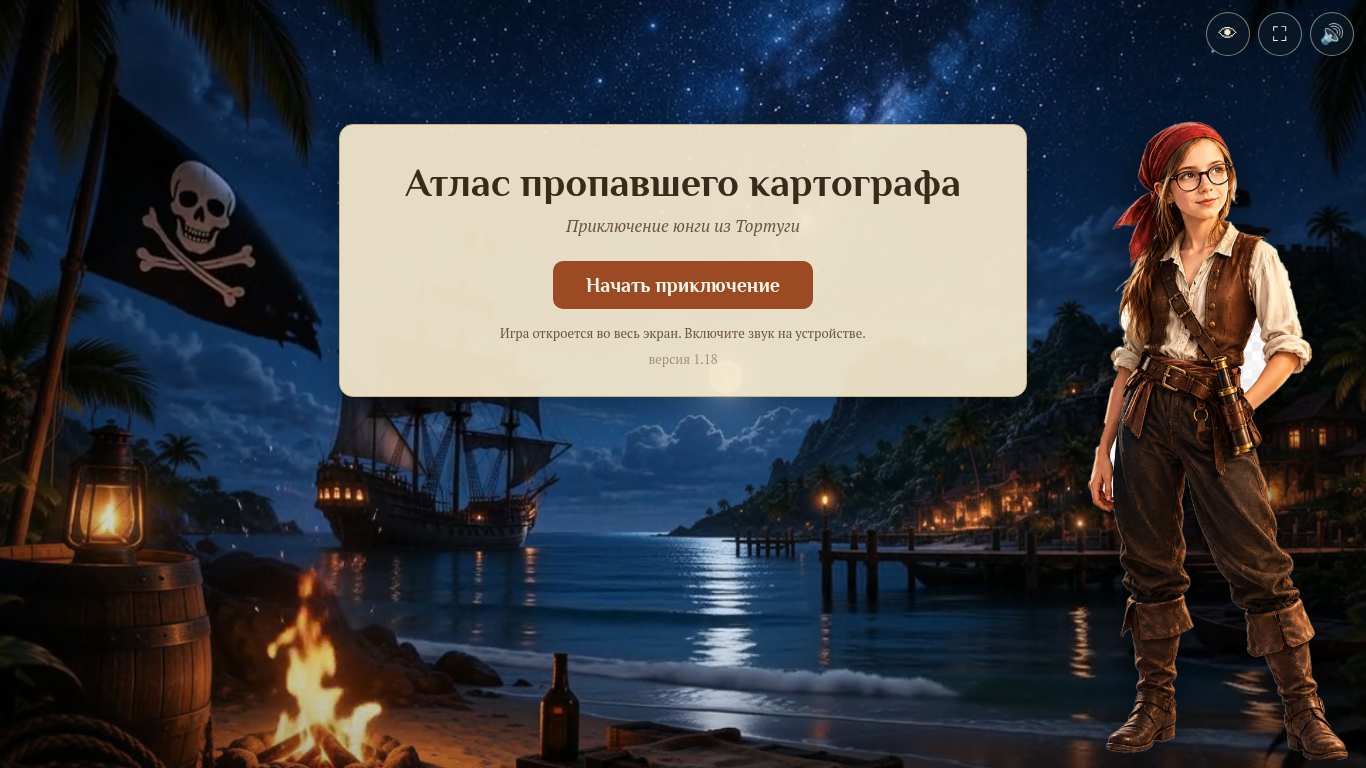 Атлас пропавшего картографа
Приключение юнги из Тортуги
Начать приключение
Игра откроется во весь экран. Включите звук на устройстве.
версия 1.18